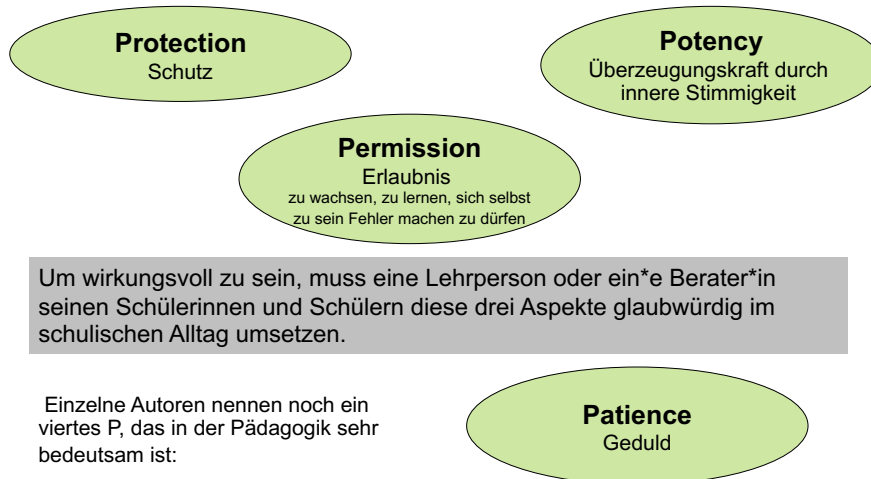 Protection
Schutz
Potency
Überzeugungskraft durch
innere Stimmigkeit
Permission
Erlaubnis
zu wachsen, zu lernen, sich selbst
zu sein Fehler machen zu dürfen
Um wirkungsvoll zu sein, muss eine Lehrperson oder ein*e Berater*in
seinen Schülerinnen und Schülern diese drei Aspekte glaubwürdig im
schulischen Alltag umsetzen.
Einzelne Autoren nennen noch ein
viertes P, das in der Pädagogik sehr
bedeutsam ist:
Patience
Geduld